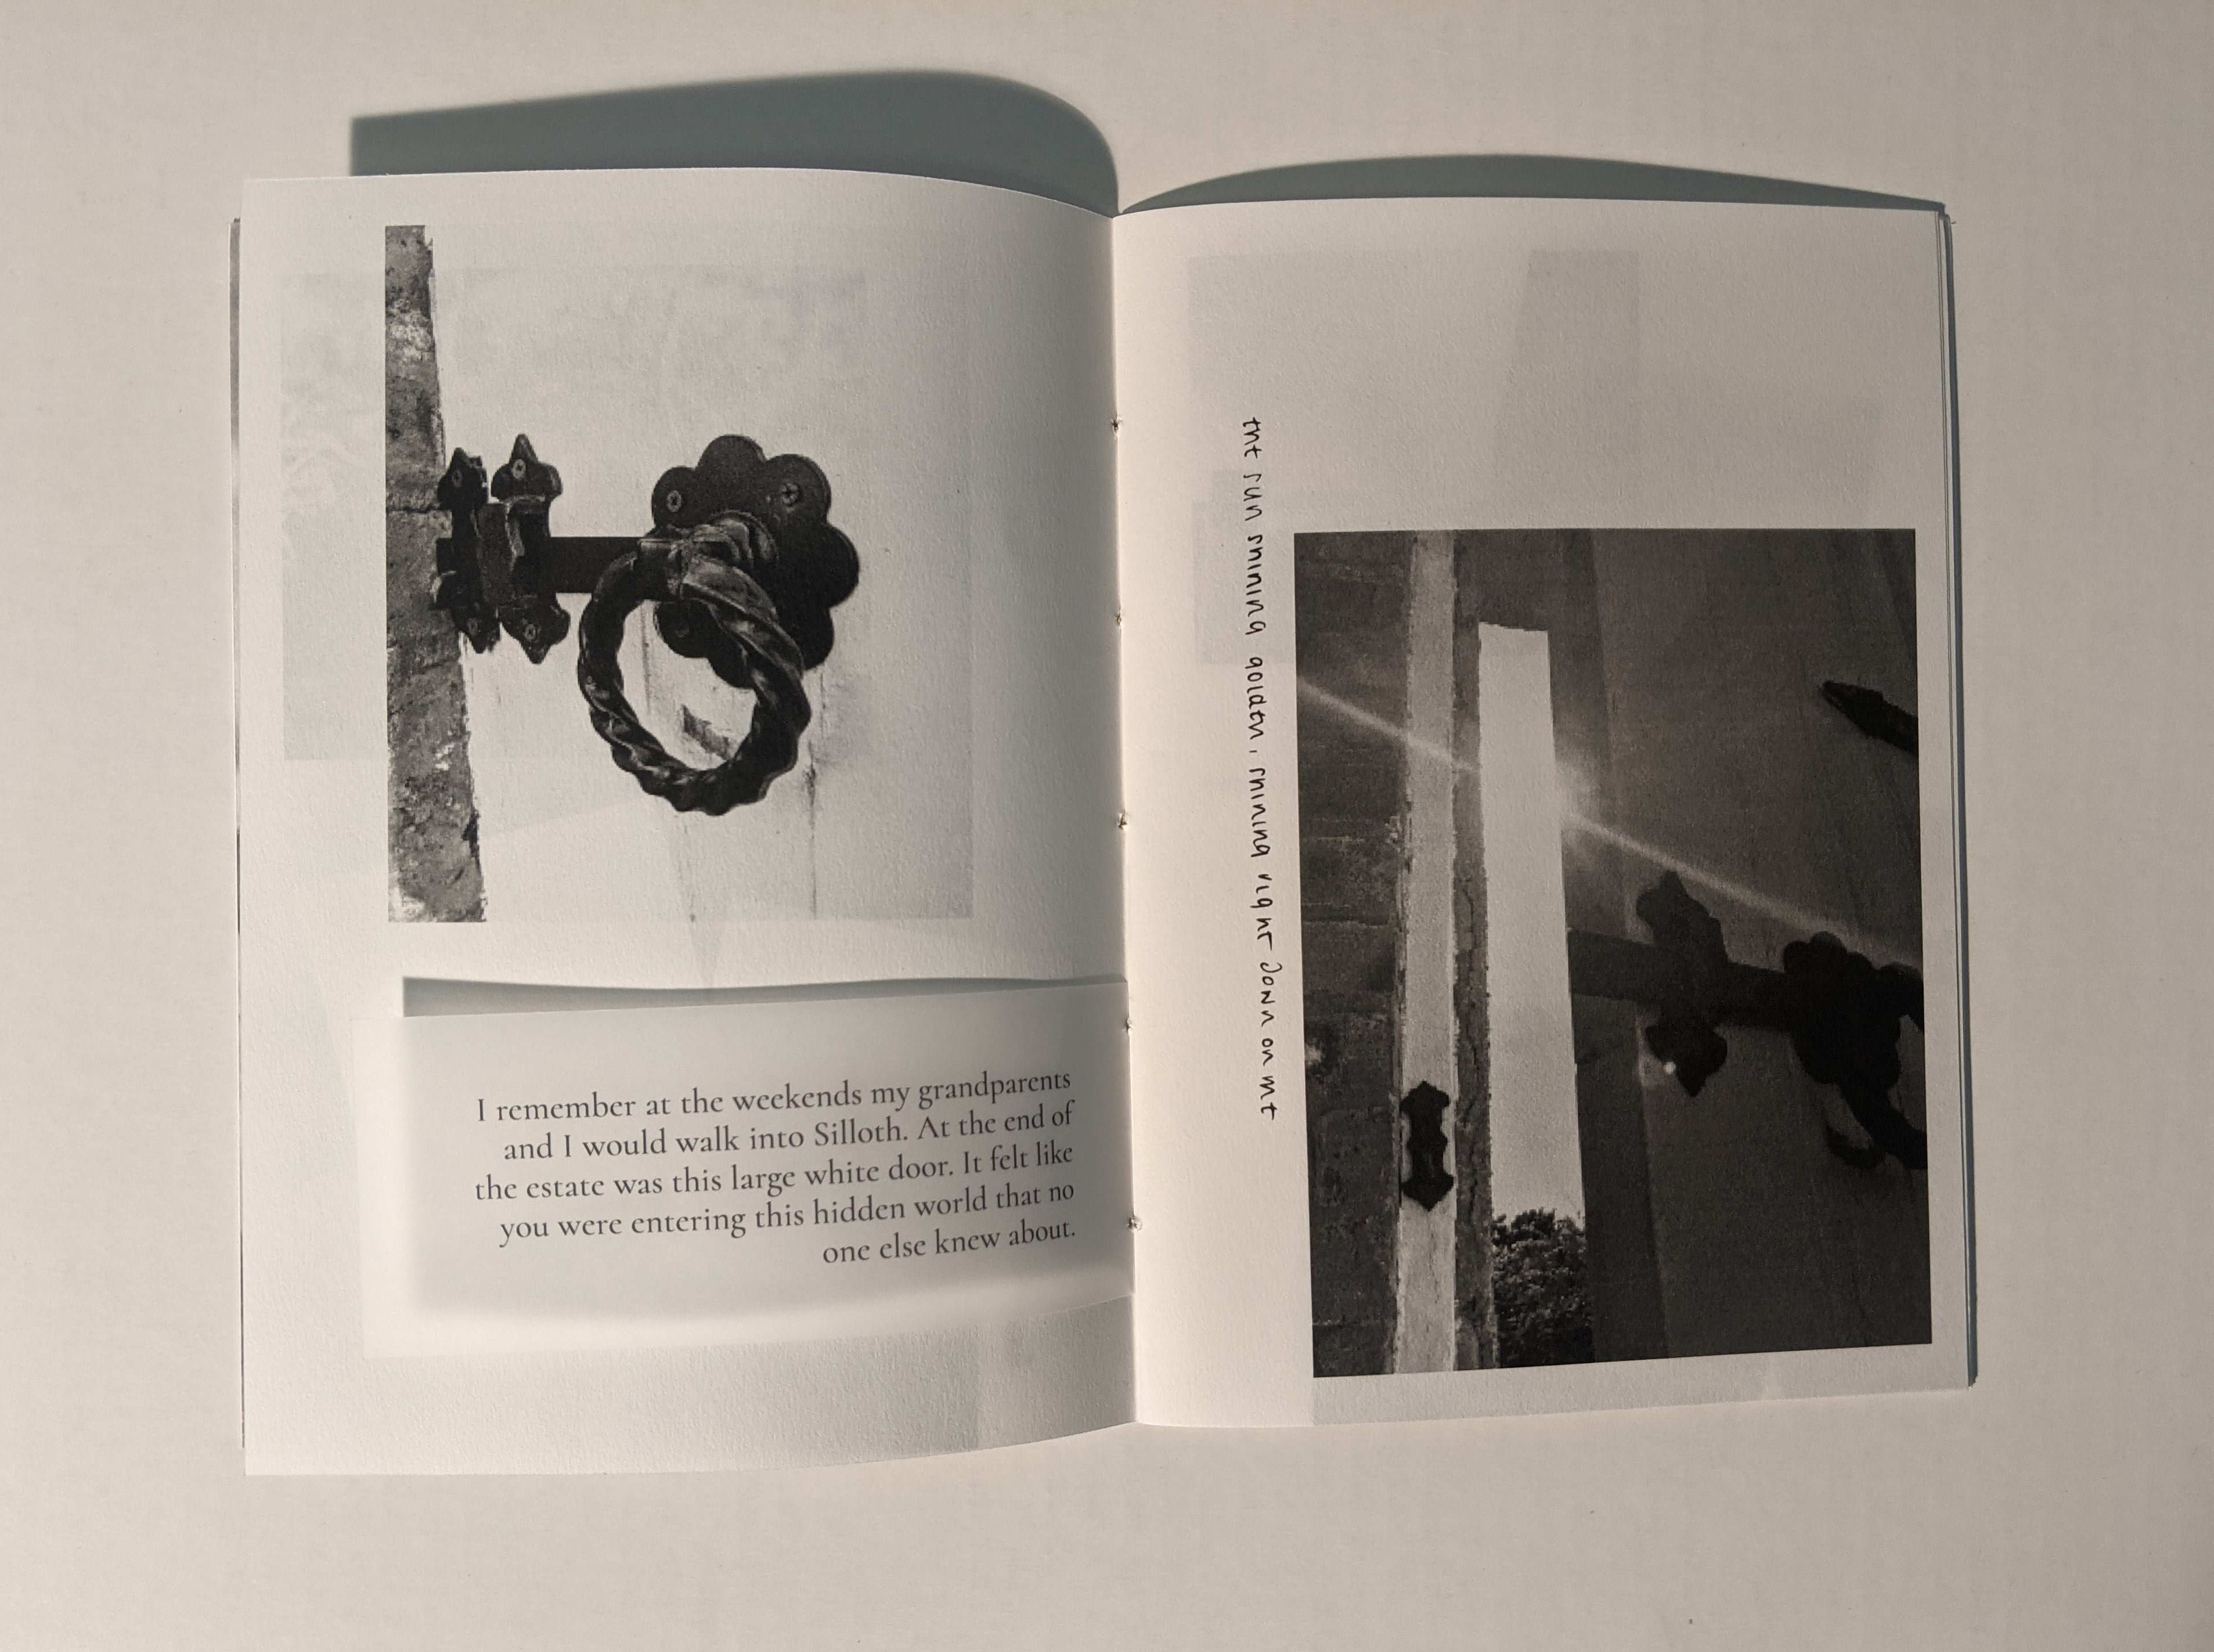 I remember at the weekends my grandparents
and I would walk into Silloth. At the end of
the estate was this large white door. It felt like
you were entering this hidden world that no
one else knew about.
the sun shining golden, shining right down on me